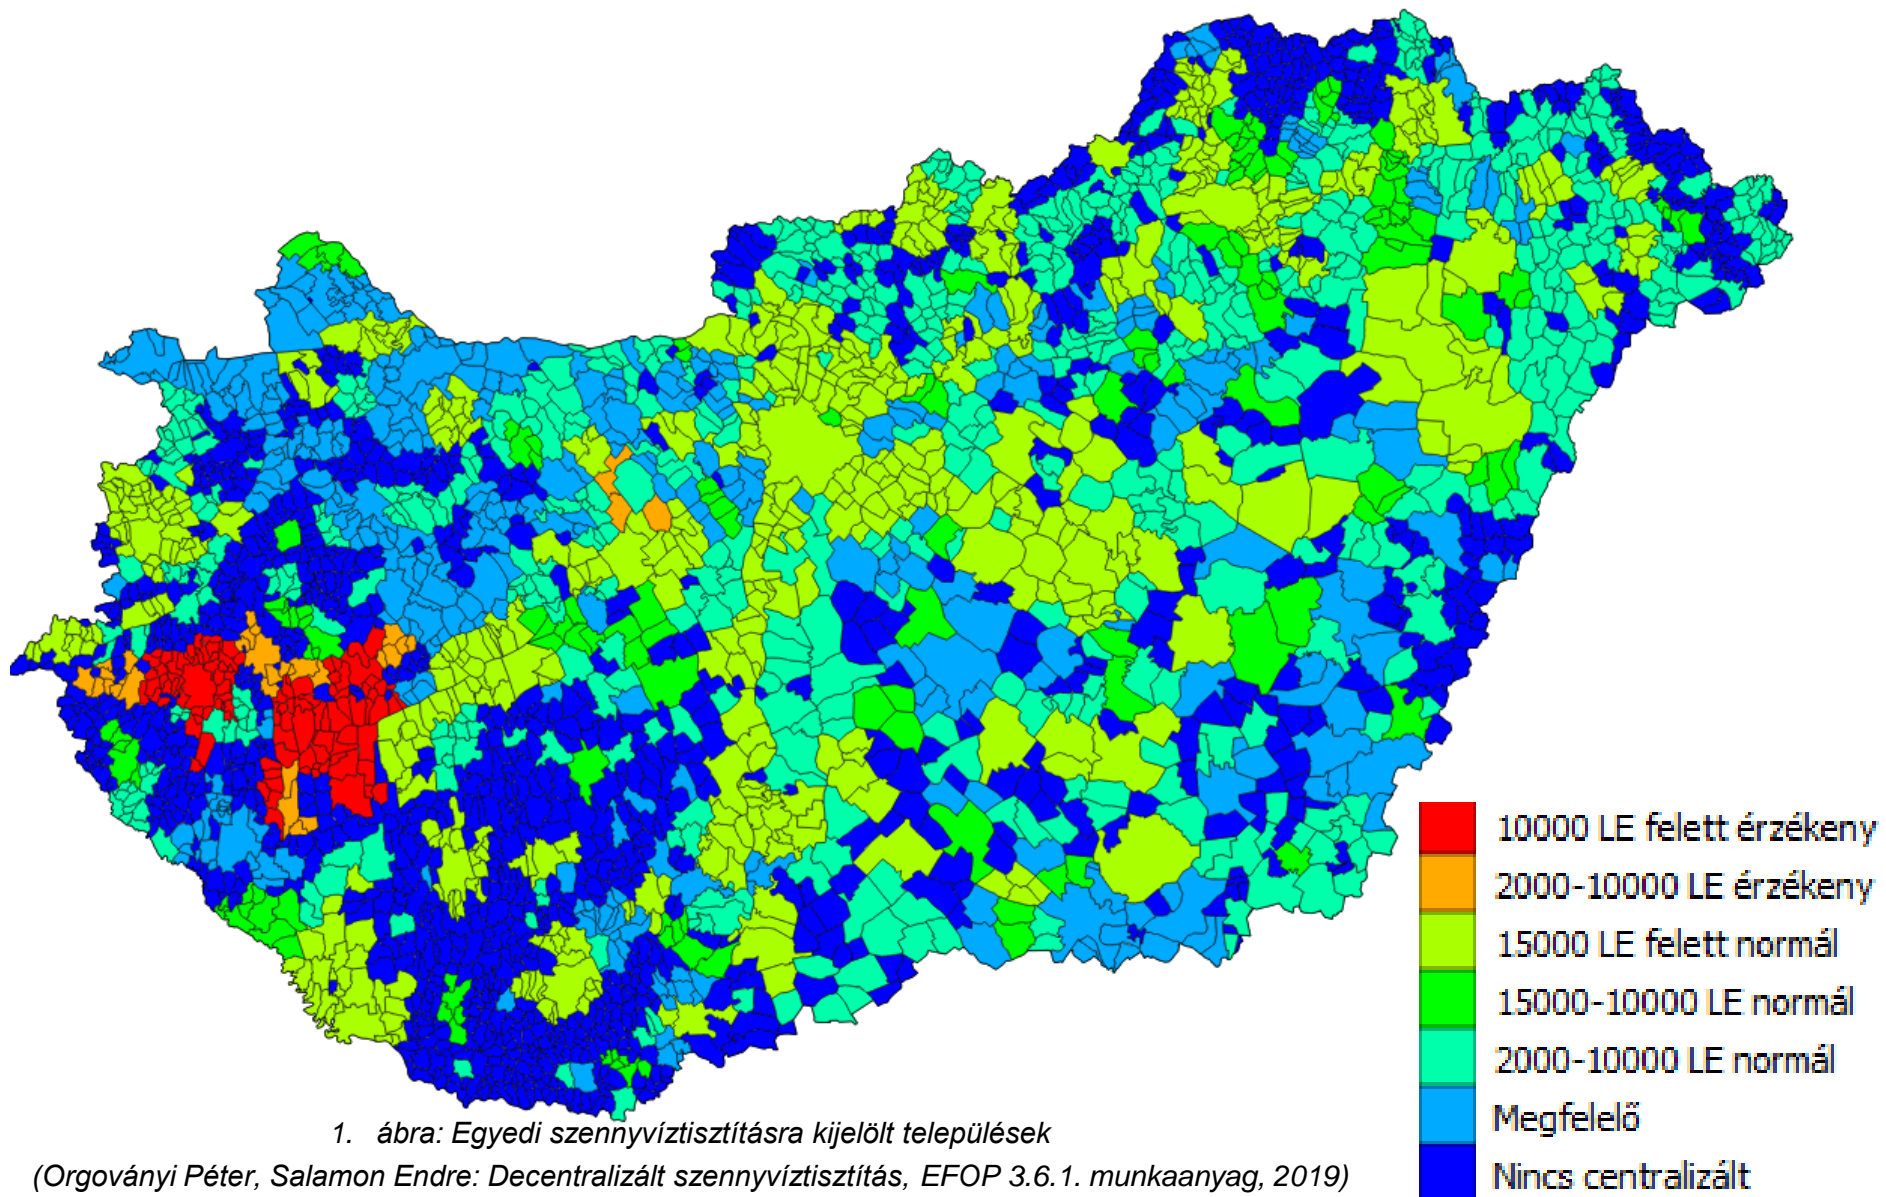 10000 LE felett érzékeny
2000-10000 LE érzékeny
15000 LE felett normál
15000-10000 LE normál
2000-10000 LE normál
Megfelelő
Nincs centralizált
1. ábra: Egyedi szennyvíztisztításra kijelölt települések
(Orgoványi Péter, Salamon Endre: Decentralizált szennyvíztisztítás, EFOP 3.6.1. munkaanyag, 2019)